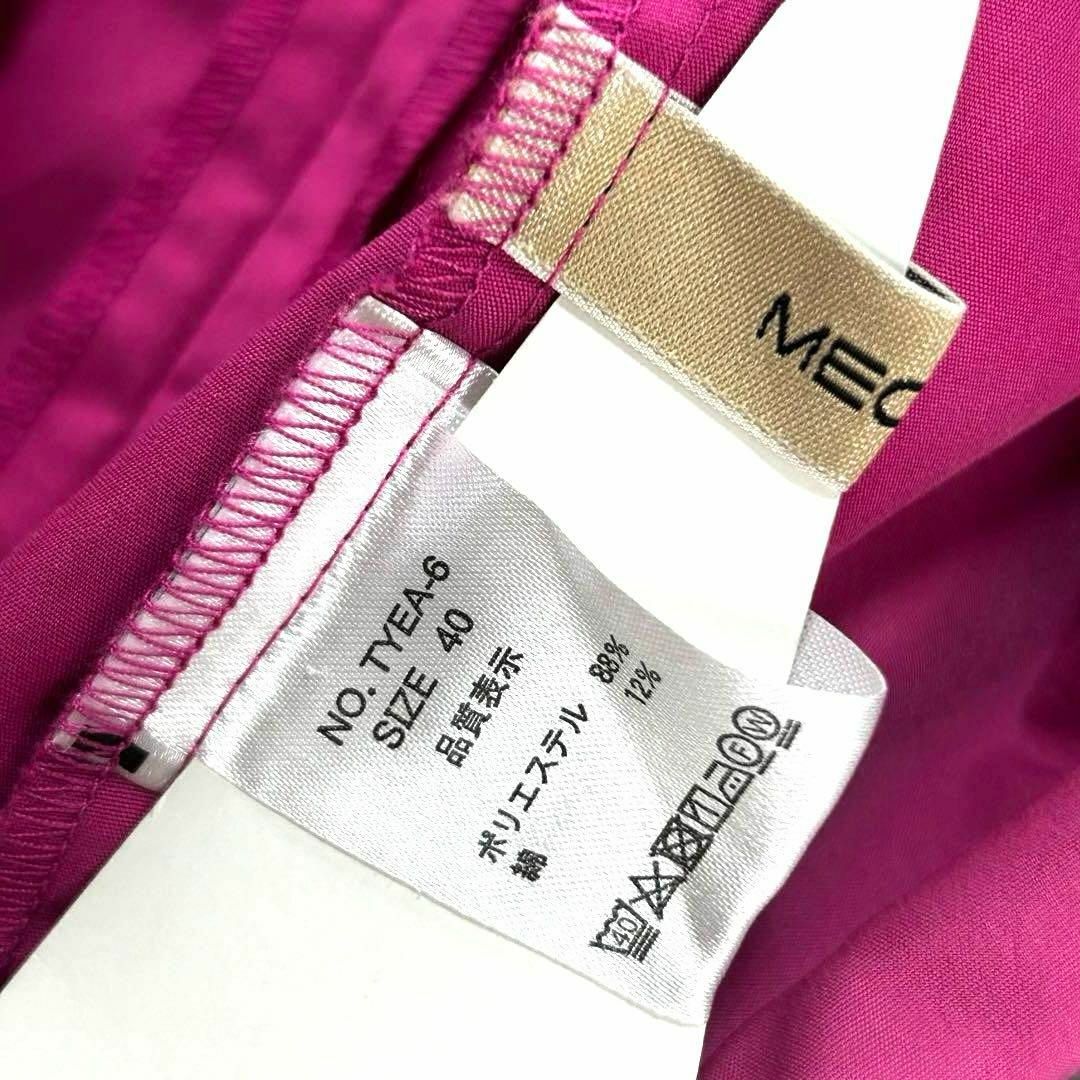 MEC
NO. TYEA-6
SIZE 40
品質表示
ポリエステル 88%
綿 12%
40
F
W